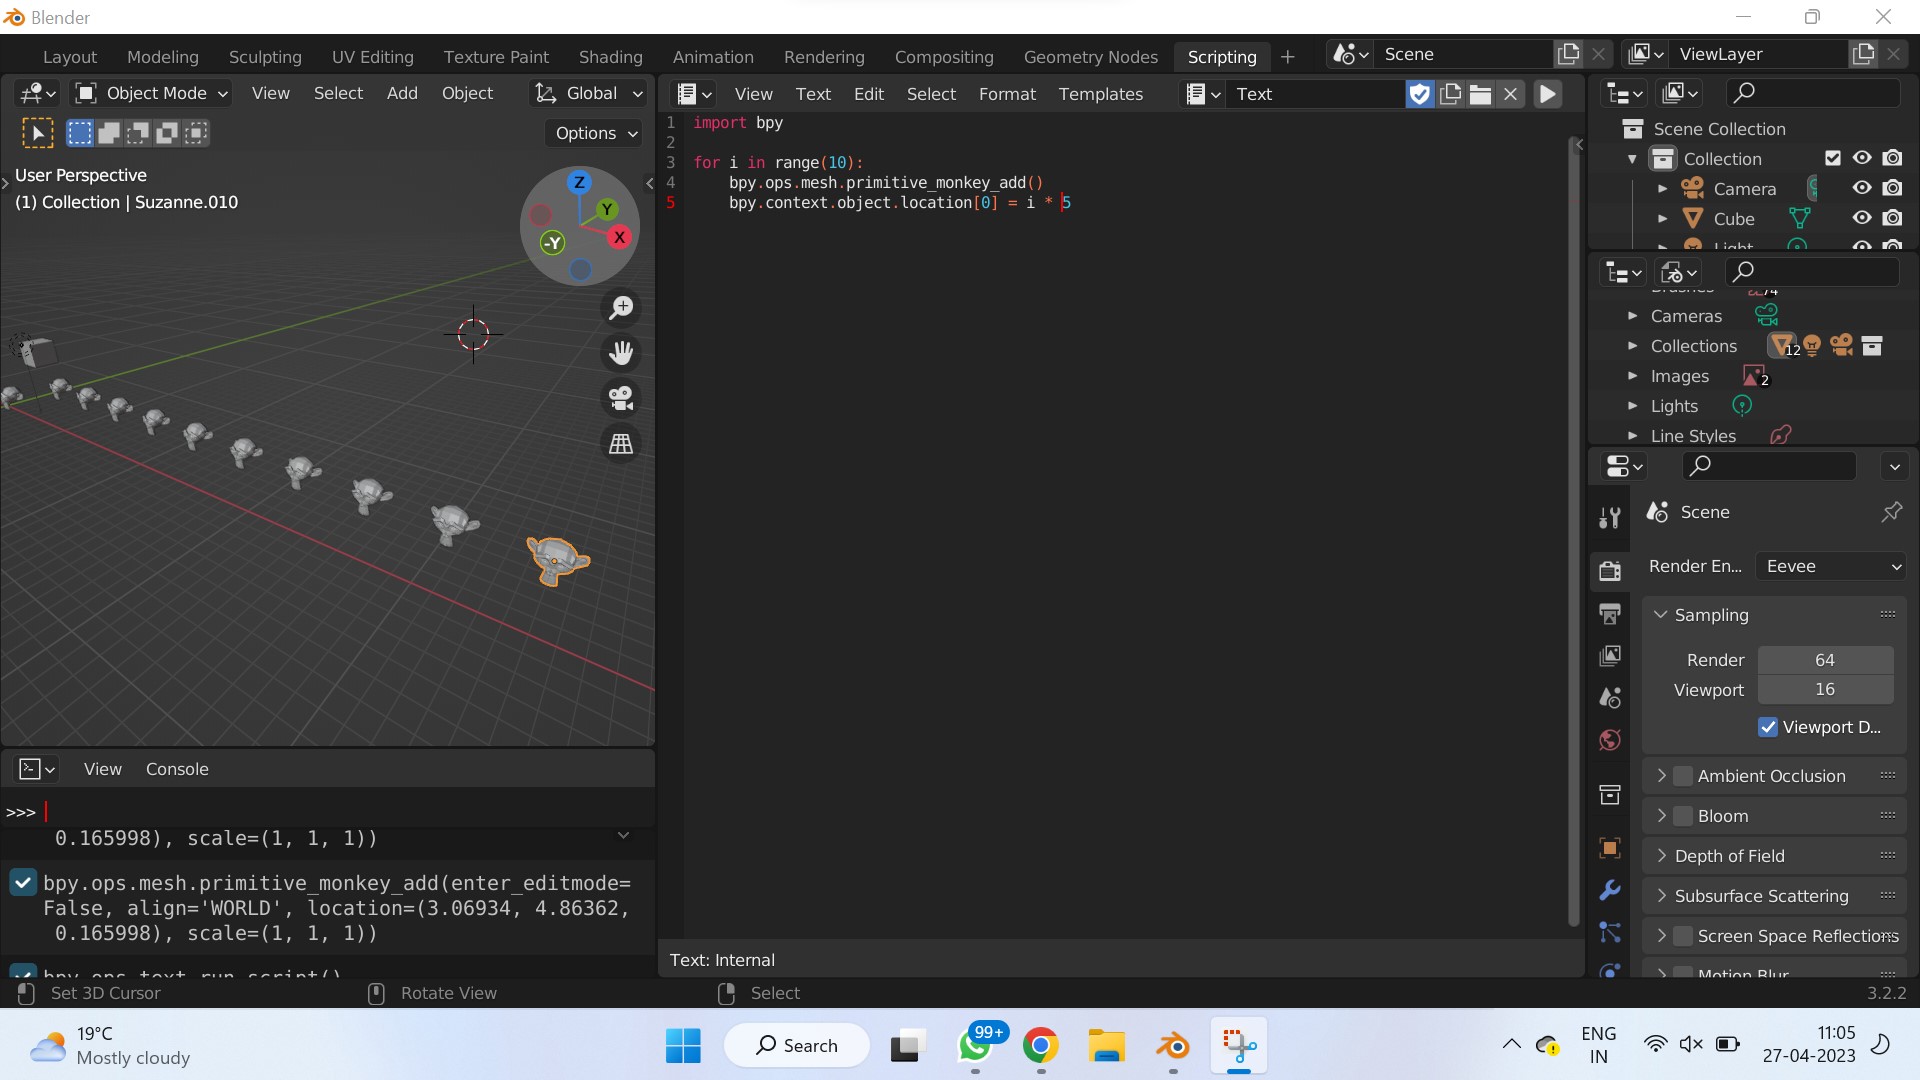 Blender
Layout Modeling Sculpting UV Editing Texture Paint Shading Animation Rendering Compositing Geometry Nodes Scripting + Scene ViewLayer
Object Mode View Select Add Object Global
Options
User Perspective
(1) Collection | Suzanne.010
Z
Y
X
-Y
View Console
>>>
0.165998), scale=(1, 1, 1))
bpy.ops.mesh.primitive_monkey_add(enter_editmode=
False, align='WORLD', location=(3.06934, 4.86362,
0.165998), scale=(1, 1, 1))
bpy.ops.text.run_script()
View Text Edit Select Format Templates Text
1 import bpy
2
3 for i in range(10):
4 bpy.ops.mesh.primitive_monkey_add()
5 bpy.context.object.location[0] = i * 5
Text: Internal
Scene Collection
Collection
Camera
Cube
Light
Brushes 74
Cameras
Collections 12
Images 2
Lights
Line Styles
Scene
Render En... Eevee
Sampling
Render 64
Viewport 16
Viewport D...
Ambient Occlusion
Bloom
Depth of Field
Subsurface Scattering
Screen Space Reflections
Motion Blur
Set 3D Cursor Rotate View Select 3.2.2
19°C
Mostly cloudy
Search
99+
ENG
IN
11:05
27-04-2023